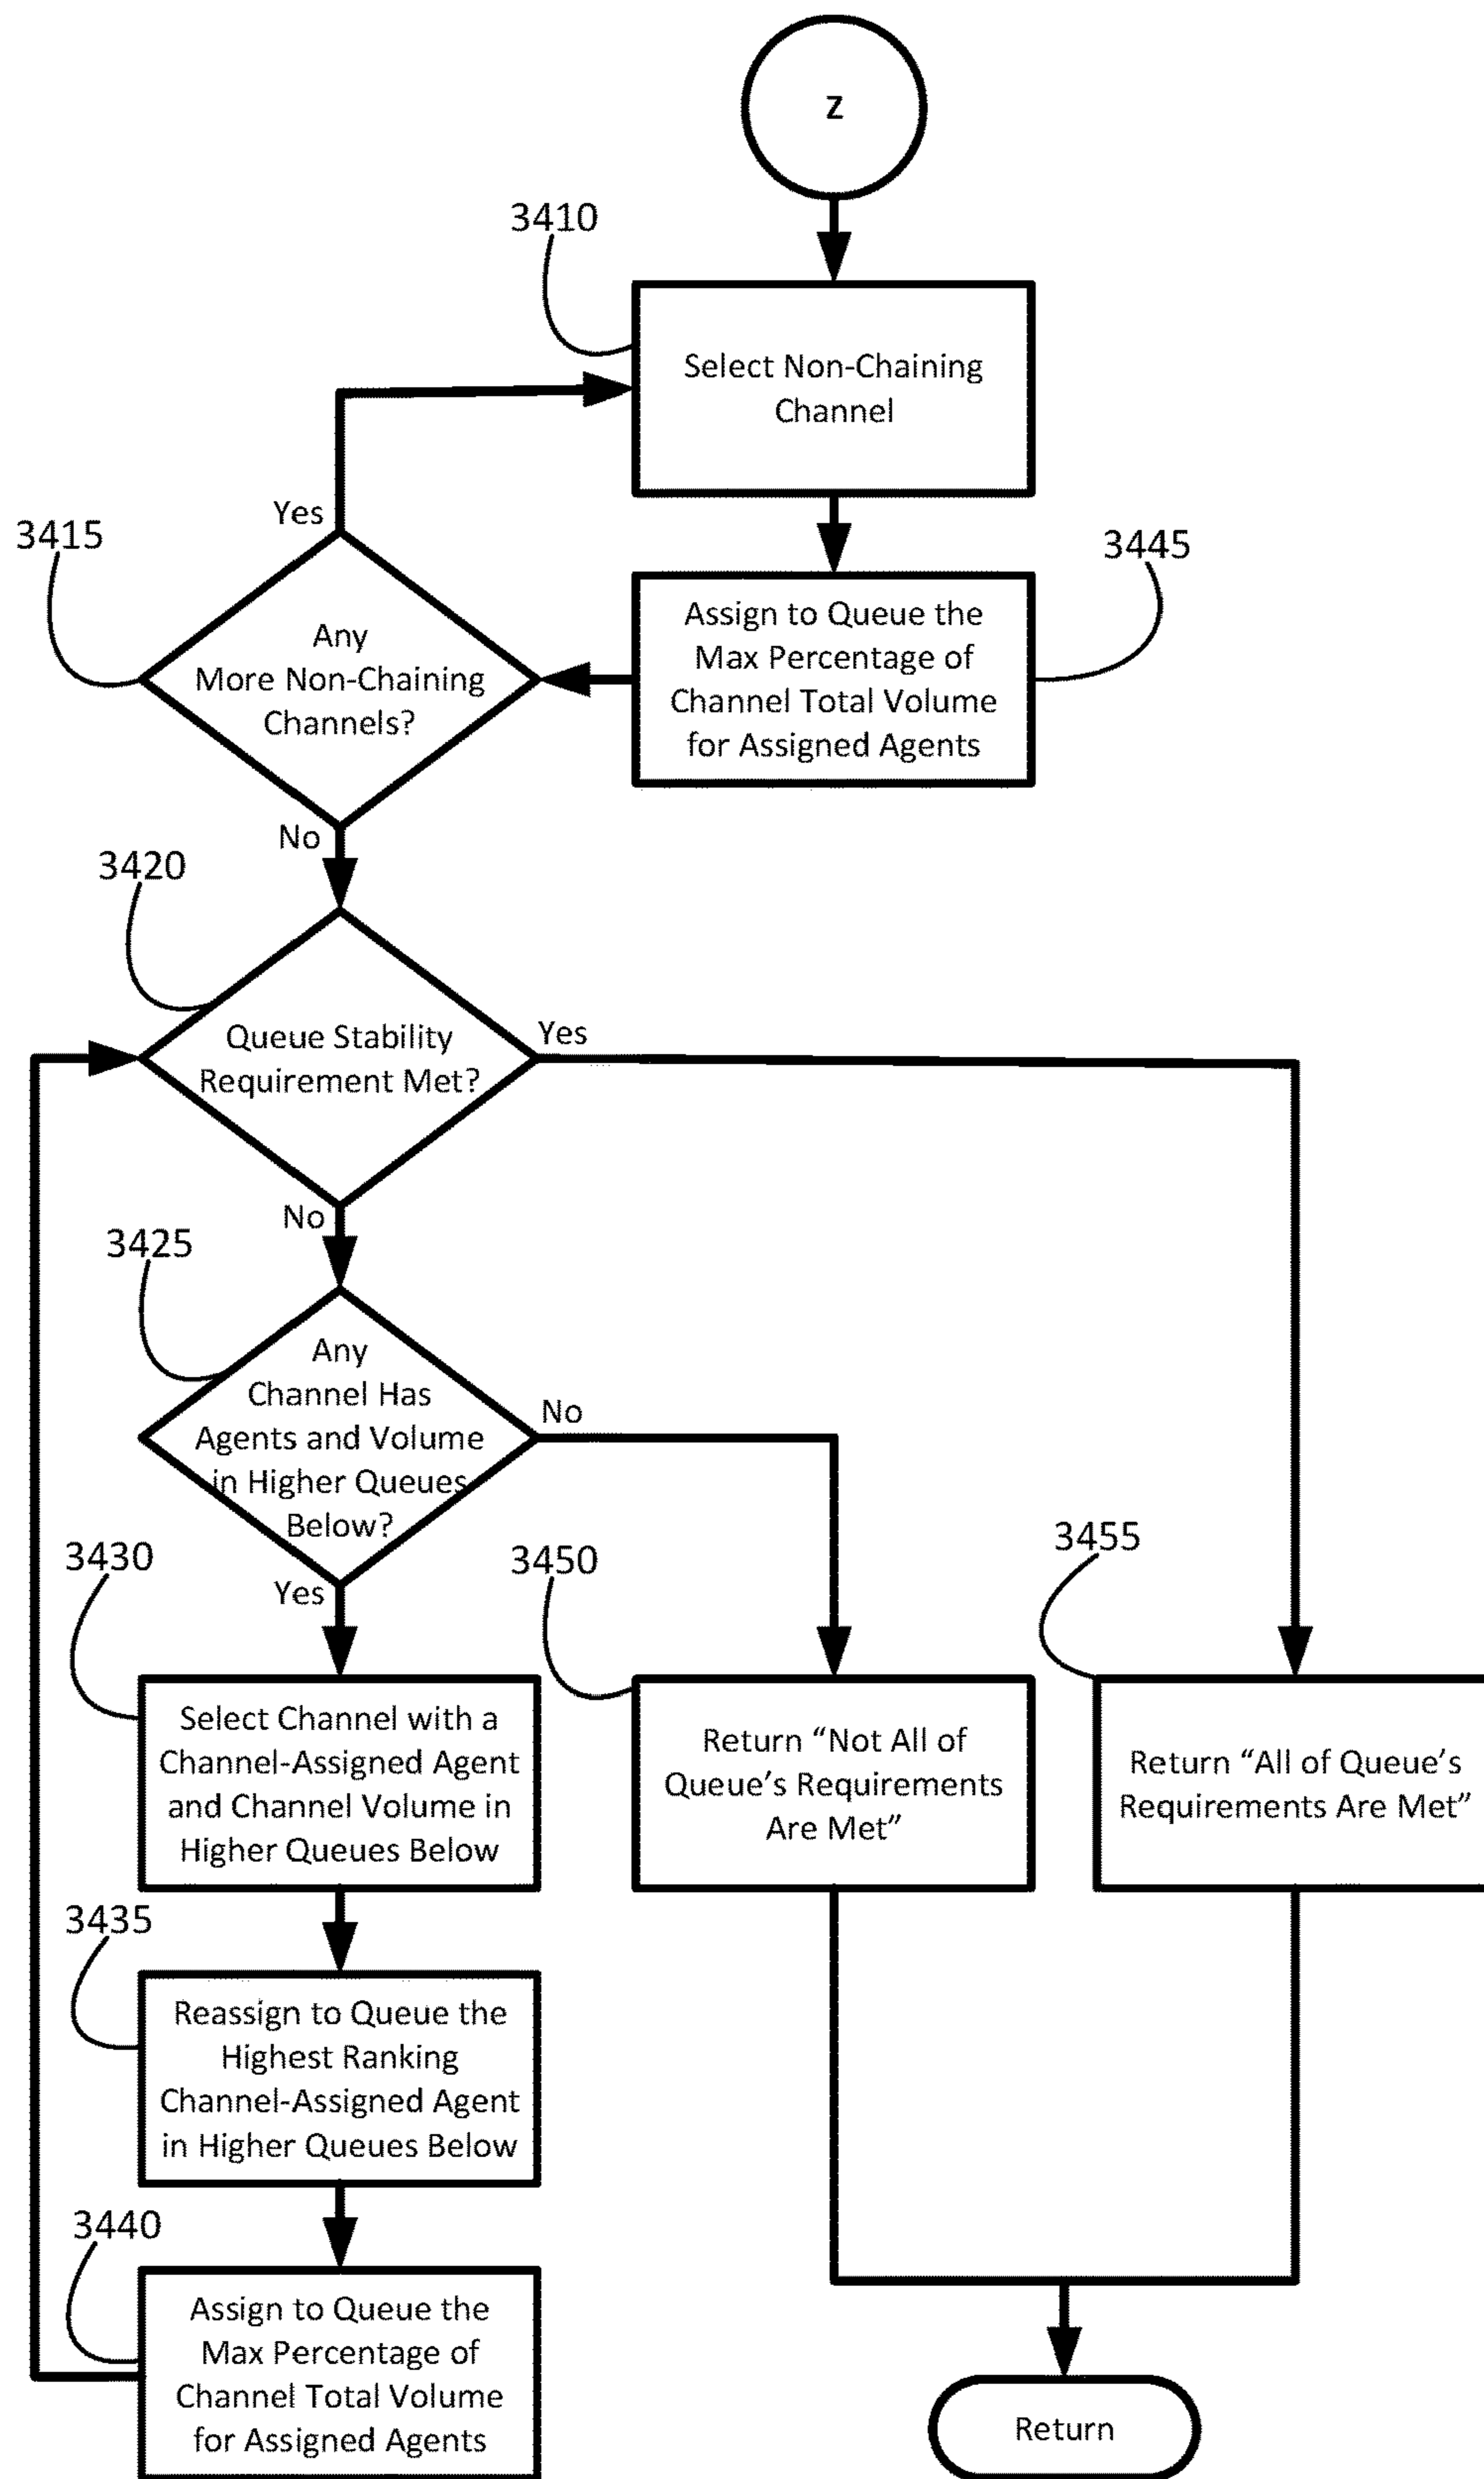 Z
3410
Select Non-Chaining
Channel
Yes
3415
3445
Any
More Non-Chaining
Channels?
Assign to Queue the
Max Percentage of
Channel Total Volume
for Assigned Agents
No
3420
Queue Stability
Requirement Met?
Yes
No
3425
Any
Channel Has
Agents and Volume
in Higher Queues
Below?
No
Yes
3430
3450
3455
Select Channel with a
Channel-Assigned Agent
and Channel Volume in
Higher Queues Below
Return “Not All of
Queue’s Requirements
Are Met”
Return “All of Queue’s
Requirements Are Met”
3435
Reassign to Queue the
Highest Ranking
Channel-Assigned Agent
in Higher Queues Below
3440
Assign to Queue the
Max Percentage of
Channel Total Volume
for Assigned Agents
Return